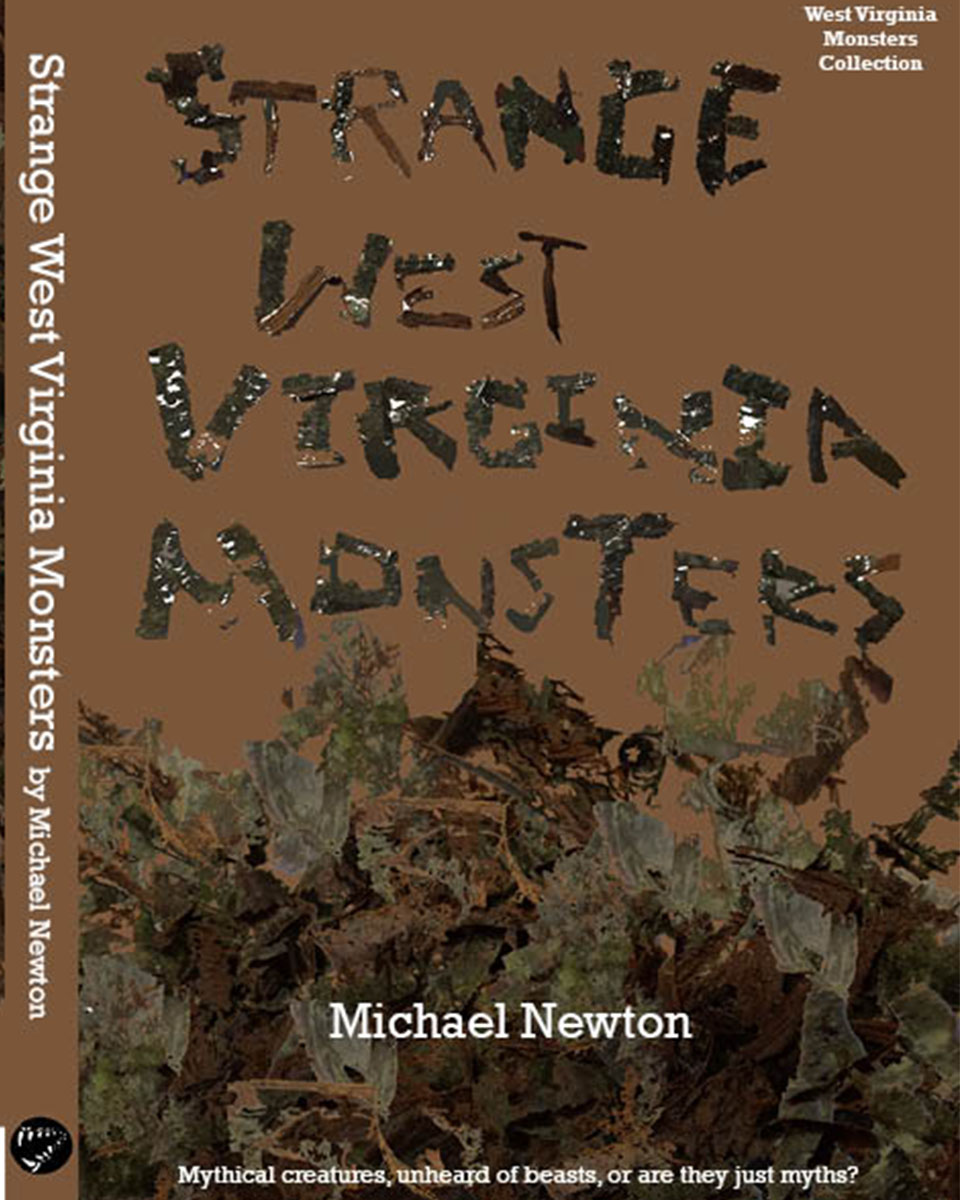 West Virginia
Monsters
Collection
STRANGE
WEST
VIRGINIA
MONSTERS
Michael Newton
Mythical creatures, unheard of beasts, or are they just myths?
Strange West Virginia Monsters by Michael Newton